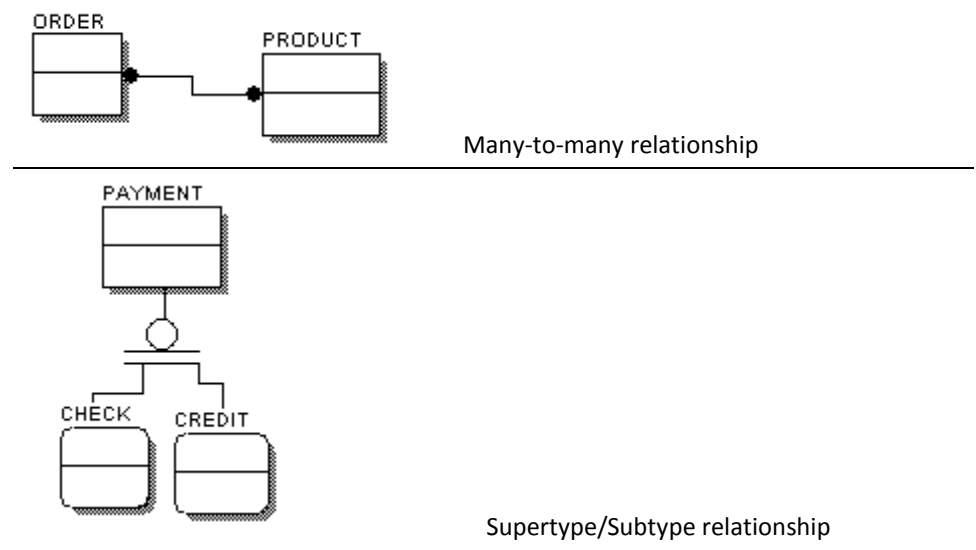 ORDER
PRODUCT
Many-to-many relationship
PAYMENT
CHECK
CREDIT
Supertype/Subtype relationship